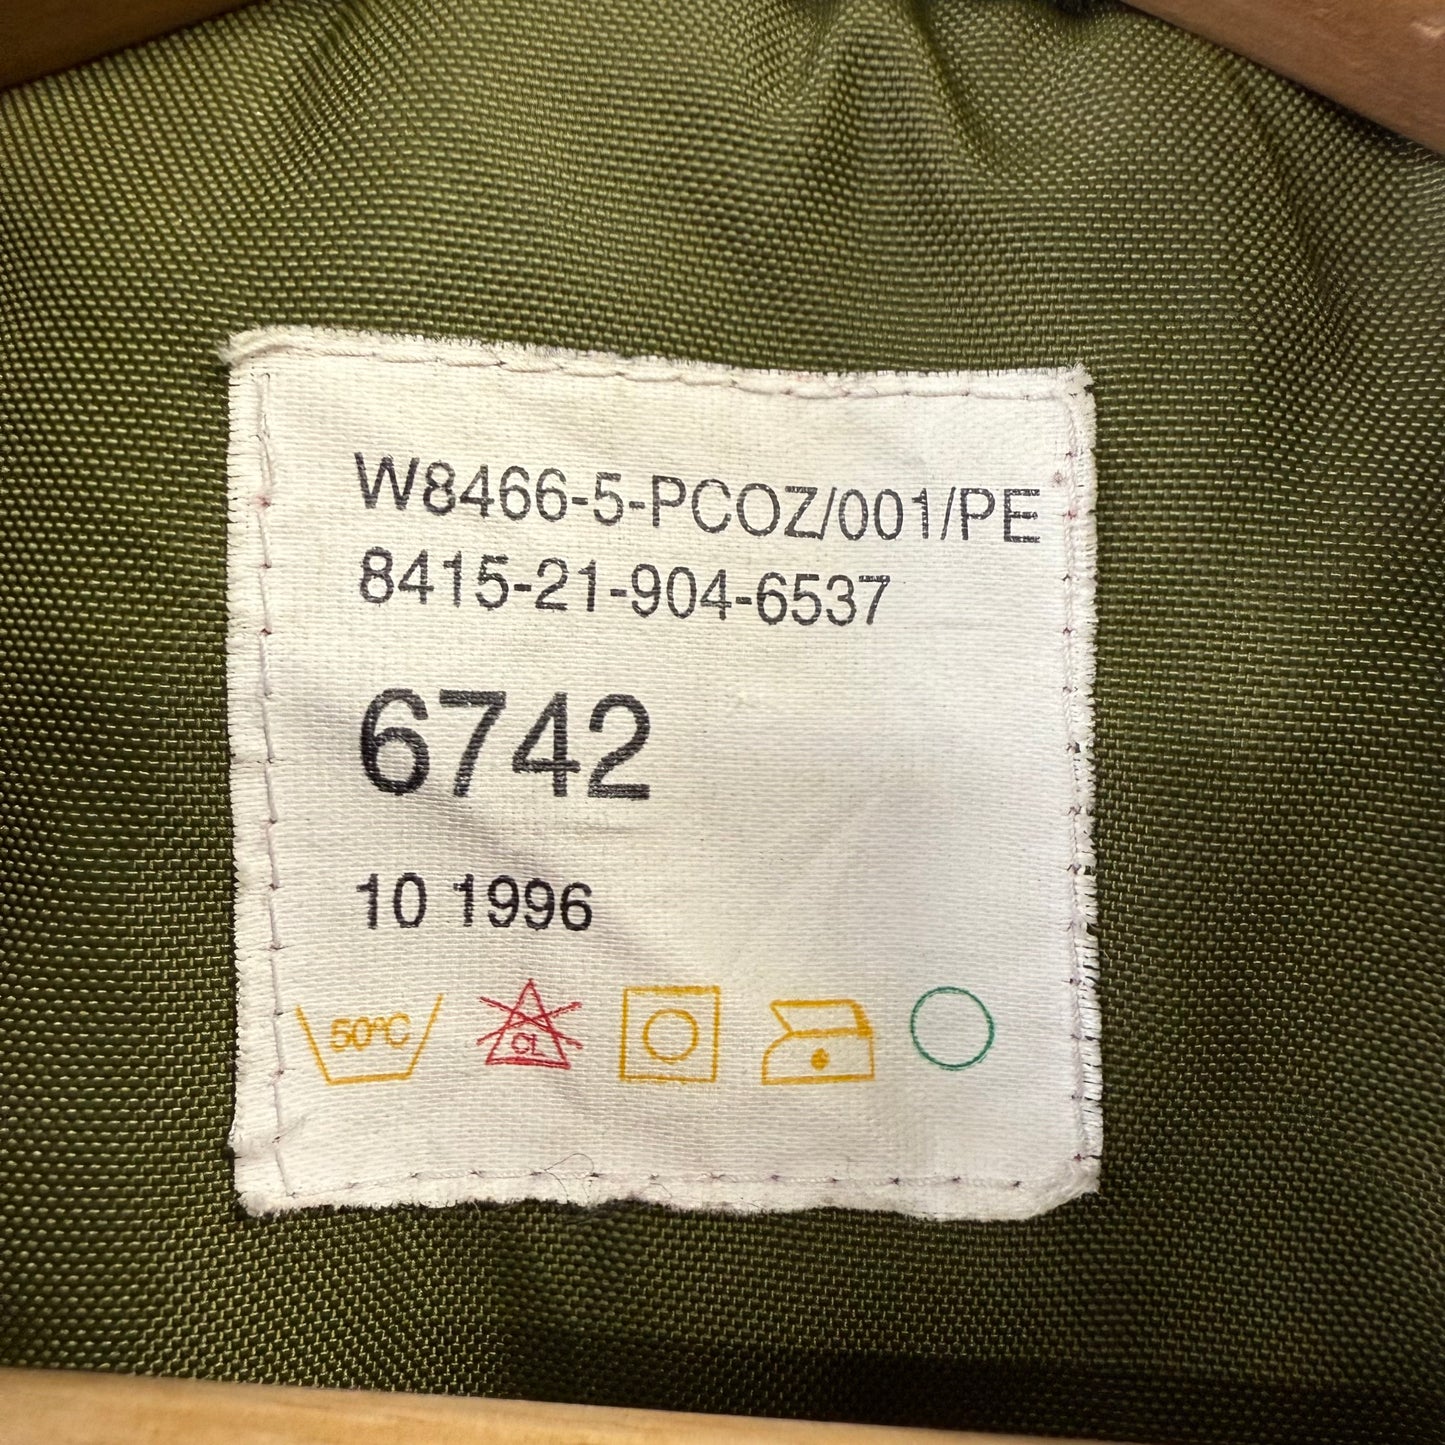 W8466-5-PCOZ/001/PE
8415-21-904-6537
6742
10 1996
50°C CL